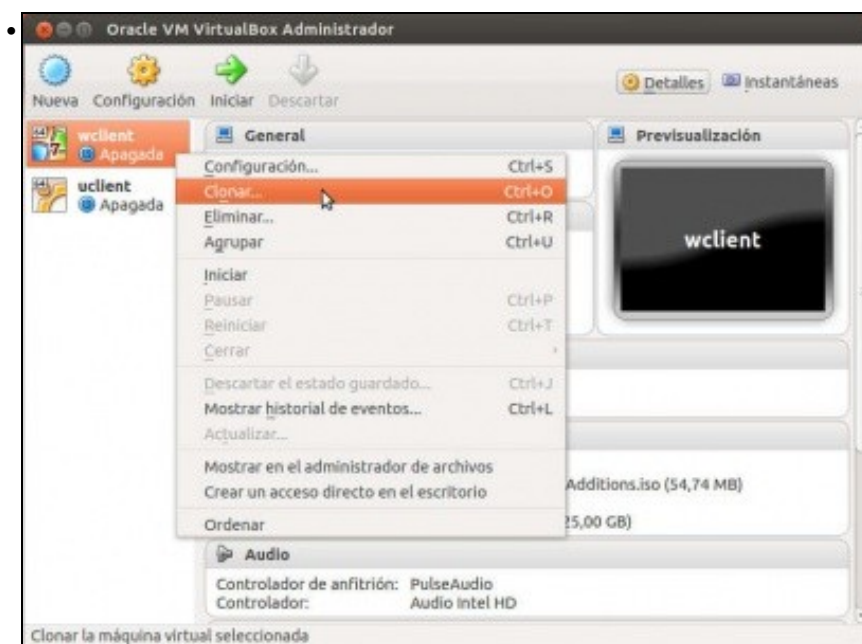 Oracle VM VirtualBox Administrador
Nueva Configuración Iniciar Descartar Detalles Instantáneas
wclient
Apagada
uclient
Apagada
General
Previsualización
wclient
Configuración... Ctrl+S
Clonar... Ctrl+O
Eliminar... Ctrl+R
Agrupar Ctrl+U
Iniciar
Pausar Ctrl+P
Reiniciar Ctrl+T
Cerrar
Descartar el estado guardado... Ctrl+J
Mostrar historial de eventos... Ctrl+L
Actualizar...
Mostrar en el administrador de archivos
Crear un acceso directo en el escritorio
Ordenar
Additions.iso (54,74 MB)
25,00 GB)
Audio
Controlador de anfitrión: PulseAudio
Controlador: Audio Intel HD
Clonar la máquina virtual seleccionada